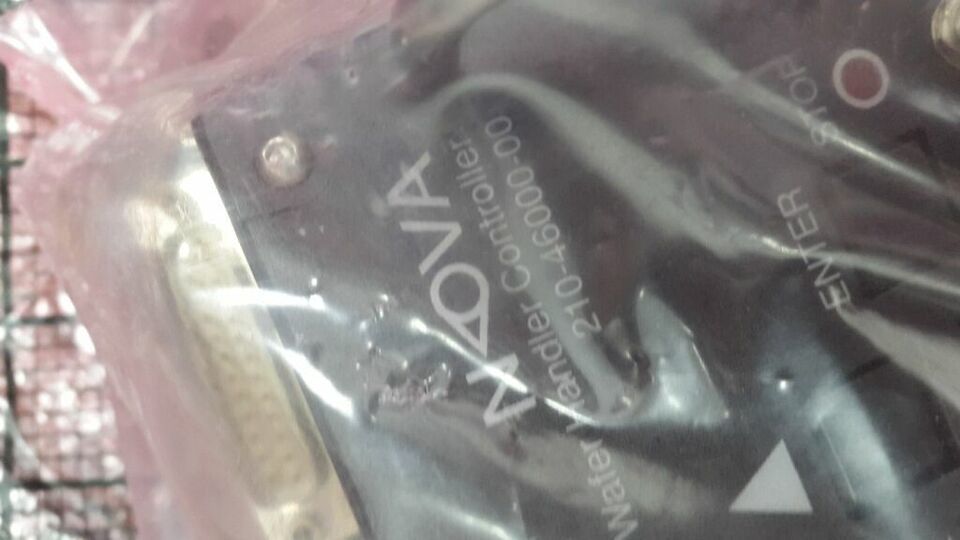 NOVA
Wafer Handler Controller
210-46000-00
ENTER
STOP